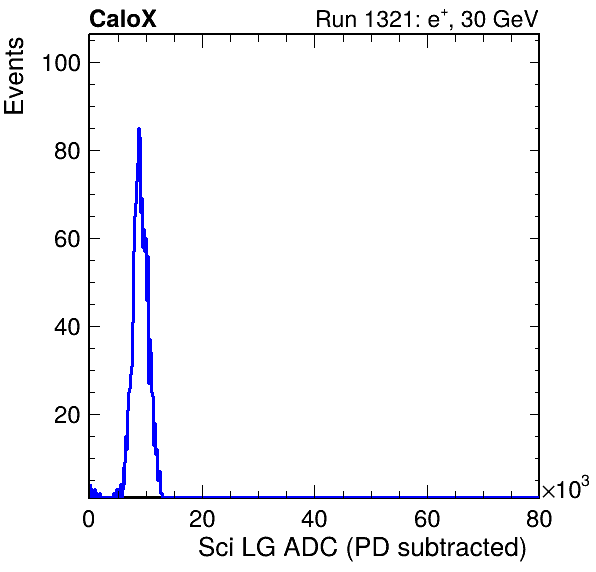 CaloX Run 1321: e⁺, 30 GeV
Events
100
80
60
40
20
0 20 40 60 80
×10³
Sci LG ADC (PD subtracted)